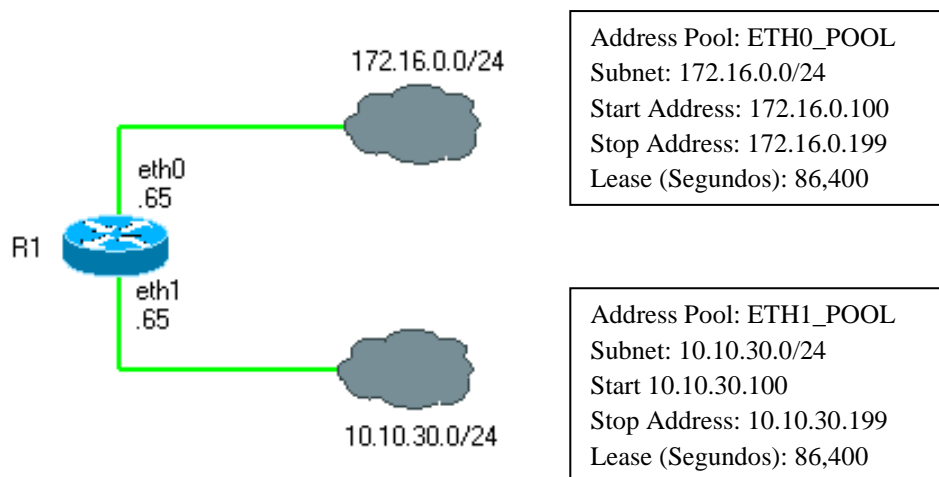 172.16.0.0/24
eth0
.65
R1
eth1
.65
10.10.30.0/24
Address Pool: ETH0_POOL
Subnet: 172.16.0.0/24
Start Address: 172.16.0.100
Stop Address: 172.16.0.199
Lease (Segundos): 86,400
Address Pool: ETH1_POOL
Subnet: 10.10.30.0/24
Start 10.10.30.100
Stop Address: 10.10.30.199
Lease (Segundos): 86,400